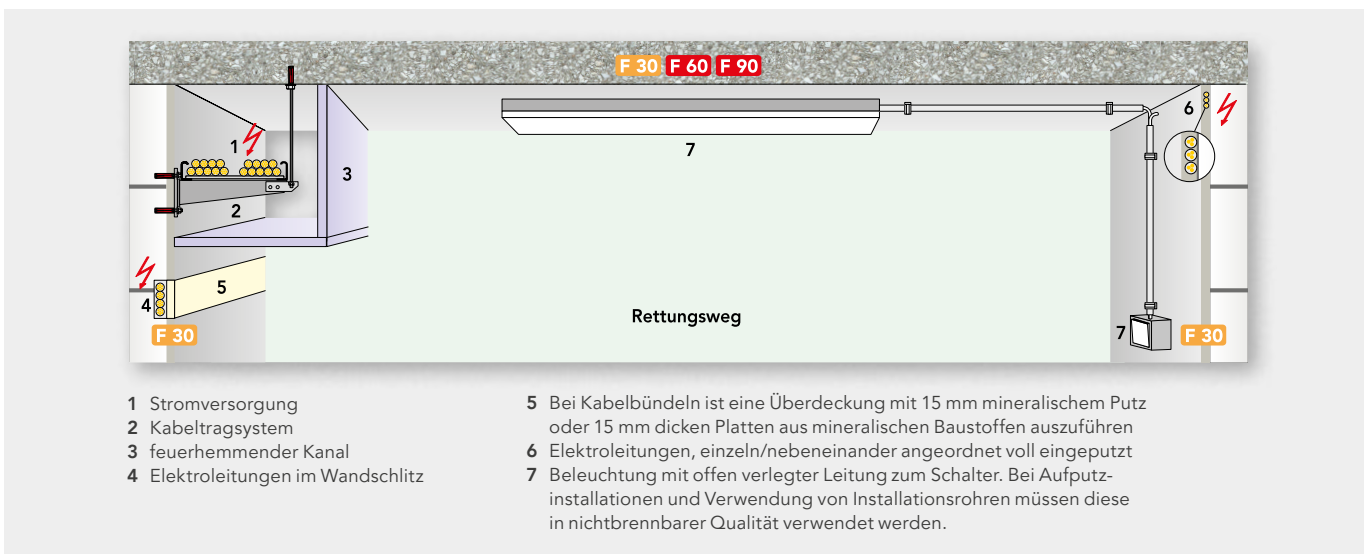 F 30 F 60 F 90
1
2
3
7
6
4
5
F 30
Rettungsweg
7
F 30
1 Stromversorgung
2 Kabeltragsystem
3 feuerhemmender Kanal
4 Elektroleitungen im Wandschlitz
5 Bei Kabelbündeln ist eine Überdeckung mit 15 mm mineralischem Putz
oder 15 mm dicken Platten aus mineralischen Baustoffen auszuführen
6 Elektroleitungen, einzeln/nebeneinander angeordnet voll eingeputzt
7 Beleuchtung mit offen verlegter Leitung zum Schalter. Bei Aufputz-
installationen und Verwendung von Installationsrohren müssen diese
in nichtbrennbarer Qualität verwendet werden.